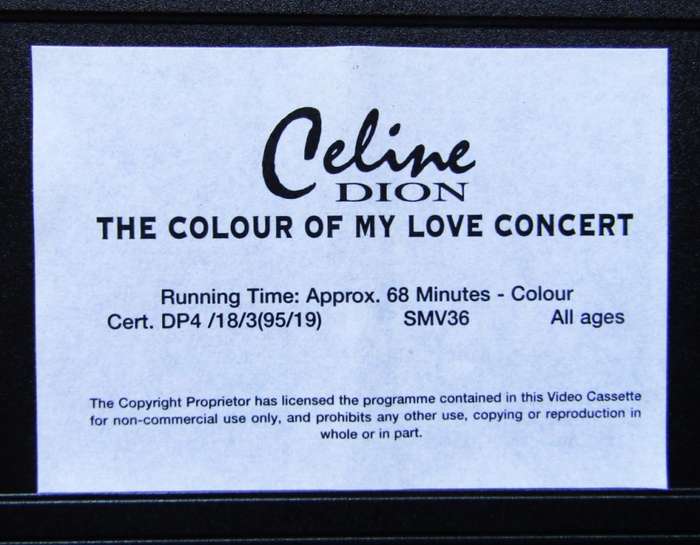 Celine
DION
THE COLOUR OF MY LOVE CONCERT
Running Time: Approx. 68 Minutes - Colour
Cert. DP4 /18/3(95/19) SMV36 All ages
The Copyright Proprietor has licensed the programme contained in this Video Cassette
for non-commercial use only, and prohibits any other use, copying or reproduction in
whole or in part.